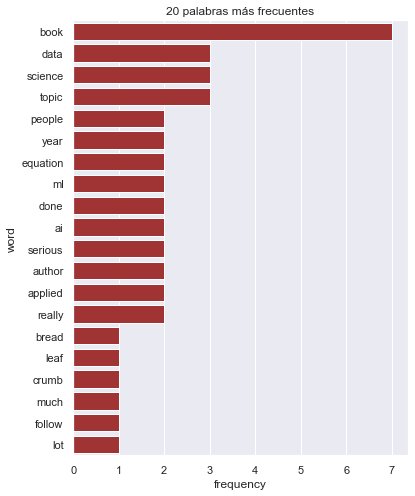 20 palabras más frecuentes
book
data
science
topic
people
year
equation
ml
done
ai
serious
author
applied
really
bread
leaf
crumb
much
follow
lot
word
0 1 2 3 4 5 6 7
frequency